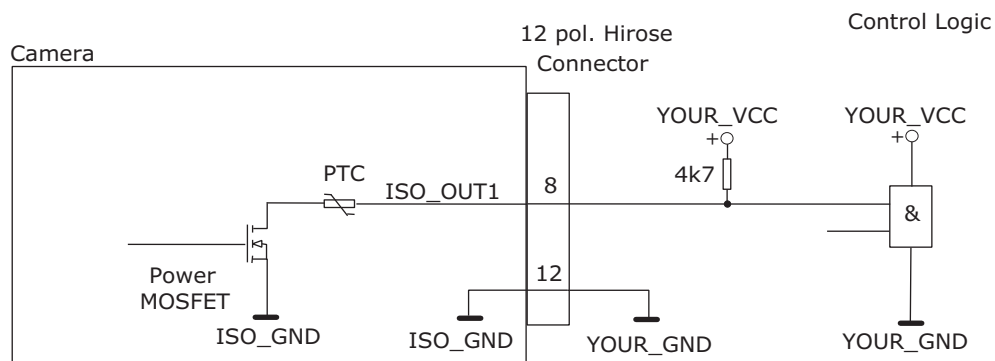 Control Logic
12 pol. Hirose
Connector
Camera
YOUR_VCC
YOUR_VCC
+
+
PTC
4k7
ISO_OUT1
8
&
12
Power
MOSFET
ISO_GND
ISO_GND
YOUR_GND
YOUR_GND